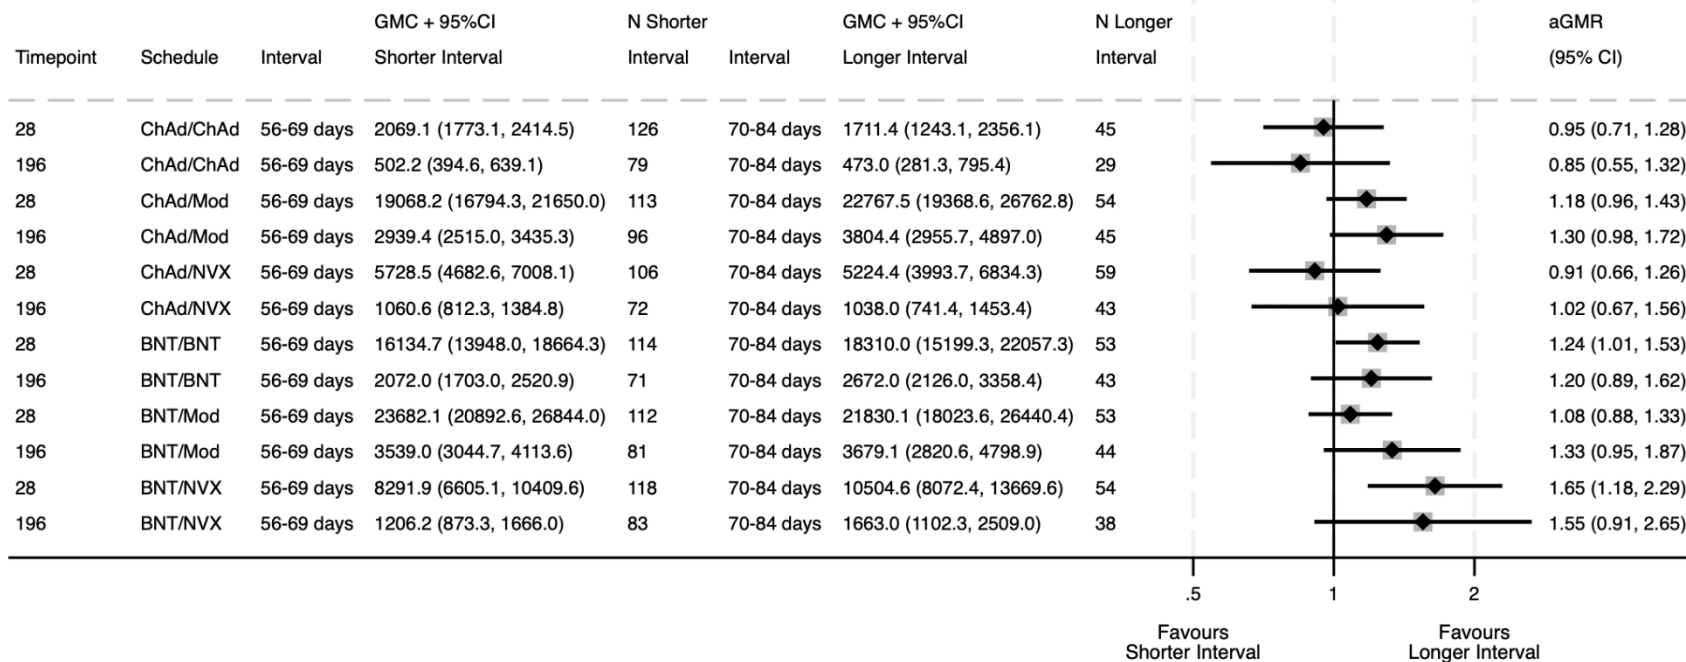 GMC + 95%CI N Shorter GMC + 95%CI N Longer aGMR
Timepoint Schedule Interval Shorter Interval Interval Interval Longer Interval Interval (95% CI)
28 ChAd/ChAd 56-69 days 2069.1 (1773.1, 2414.5) 126 70-84 days 1711.4 (1243.1, 2356.1) 45 0.95 (0.71, 1.28)
196 ChAd/ChAd 56-69 days 502.2 (394.6, 639.1) 79 70-84 days 473.0 (281.3, 795.4) 29 0.85 (0.55, 1.32)
28 ChAd/Mod 56-69 days 19068.2 (16794.3, 21650.0) 113 70-84 days 22767.5 (19368.6, 26762.8) 54 1.18 (0.96, 1.43)
196 ChAd/Mod 56-69 days 2939.4 (2515.0, 3435.3) 96 70-84 days 3804.4 (2955.7, 4897.0) 45 1.30 (0.98, 1.72)
28 ChAd/NVX 56-69 days 5728.5 (4682.6, 7008.1) 106 70-84 days 5224.4 (3993.7, 6834.3) 59 0.91 (0.66, 1.26)
196 ChAd/NVX 56-69 days 1060.6 (812.3, 1384.8) 72 70-84 days 1038.0 (741.4, 1453.4) 43 1.02 (0.67, 1.56)
28 BNT/BNT 56-69 days 16134.7 (13948.0, 18664.3) 114 70-84 days 18310.0 (15199.3, 22057.3) 53 1.24 (1.01, 1.53)
196 BNT/BNT 56-69 days 2072.0 (1703.0, 2520.9) 71 70-84 days 2672.0 (2126.0, 3358.4) 43 1.20 (0.89, 1.62)
28 BNT/Mod 56-69 days 23682.1 (20892.6, 26844.0) 112 70-84 days 21830.1 (18023.6, 26440.4) 53 1.08 (0.88, 1.33)
196 BNT/Mod 56-69 days 3539.0 (3044.7, 4113.6) 81 70-84 days 3679.1 (2820.6, 4798.9) 44 1.33 (0.95, 1.87)
28 BNT/NVX 56-69 days 8291.9 (6605.1, 10409.6) 118 70-84 days 10504.6 (8072.4, 13669.6) 54 1.65 (1.18, 2.29)
196 BNT/NVX 56-69 days 1206.2 (873.3, 1666.0) 83 70-84 days 1663.0 (1102.3, 2509.0) 38 1.55 (0.91, 2.65)
.5 1 2
Favours Favours
Shorter Interval Longer Interval